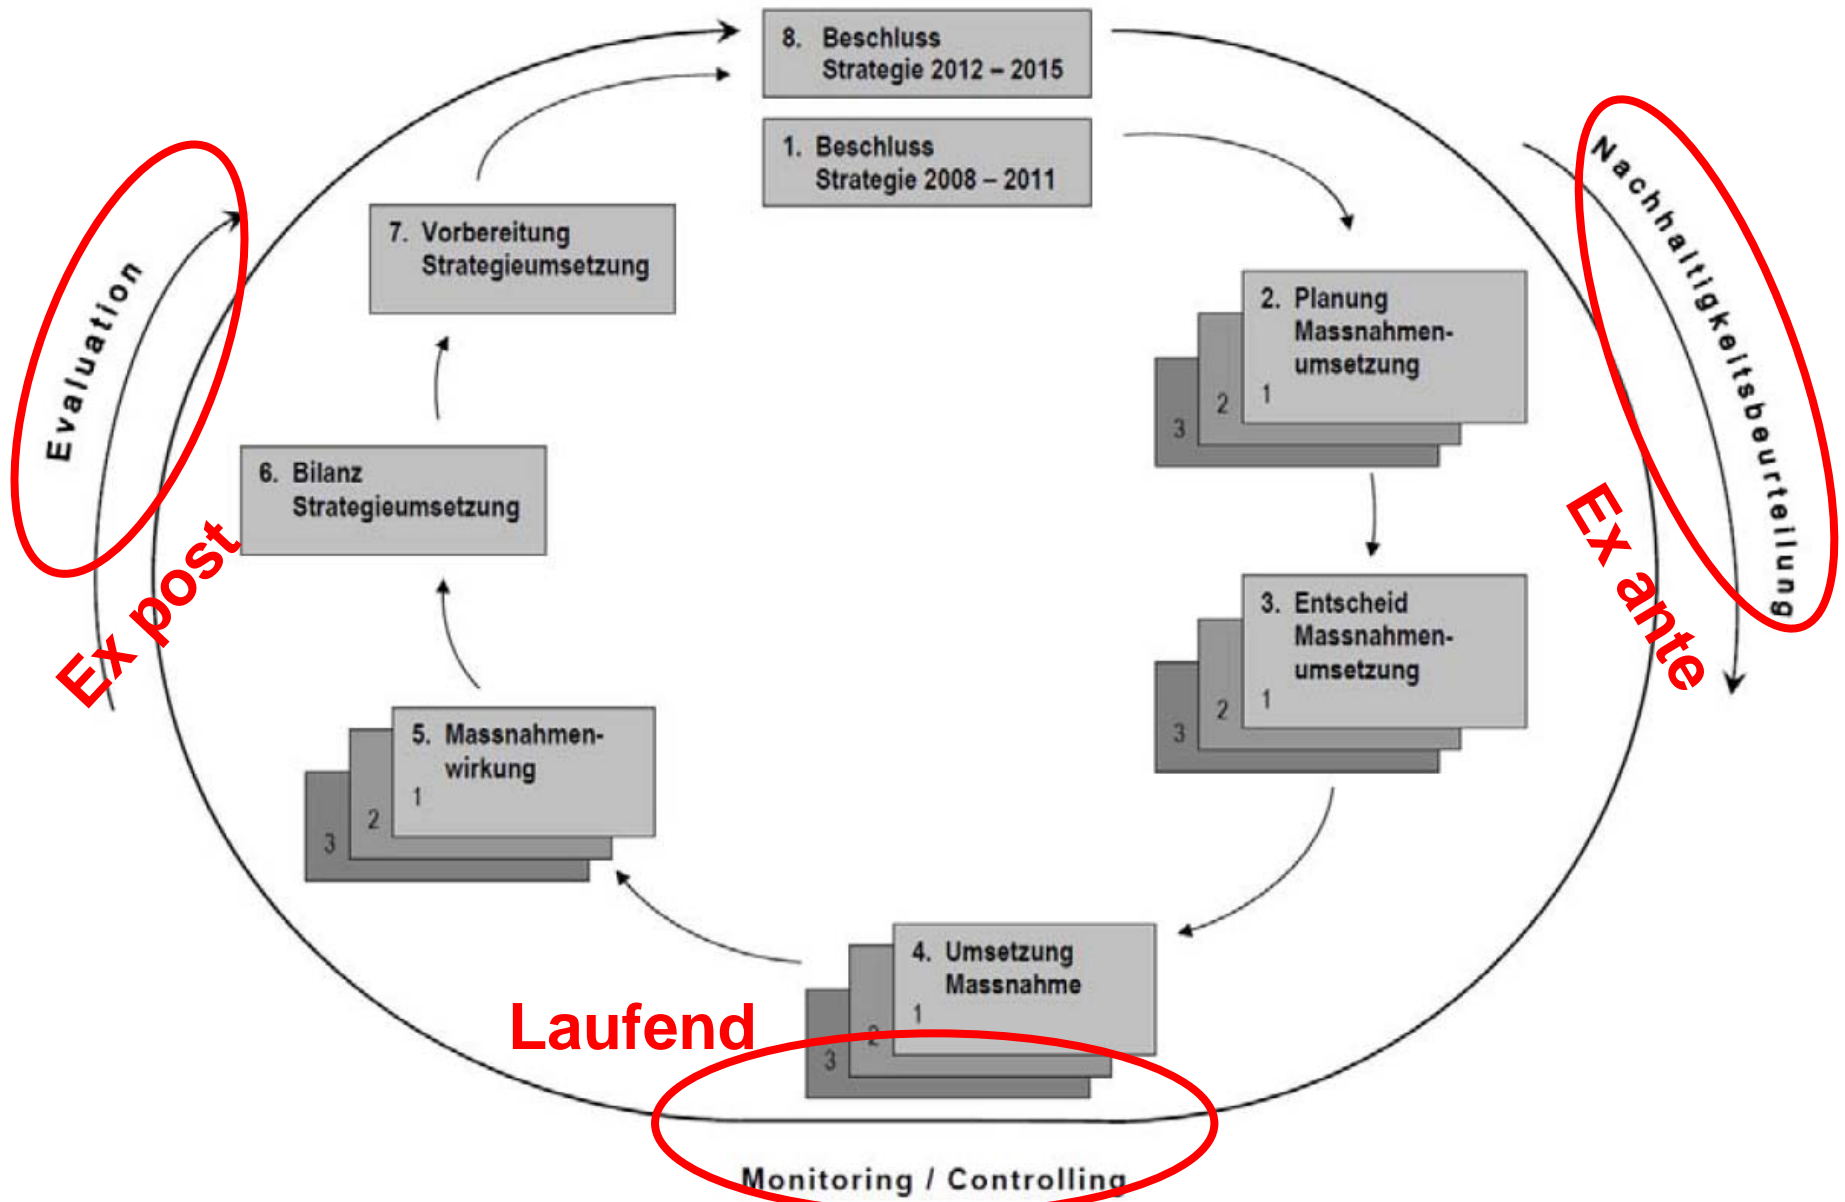 8. Beschluss
Strategie 2012 – 2015
1. Beschluss
Strategie 2008 – 2011
Nachhaltigkeitsbeurteilung
Ex ante
2. Planung
Massnahmen-
umsetzung
1
2
3
3. Entscheid
Massnahmen-
umsetzung
1
2
3
4. Umsetzung
Massnahme
1
2
3
Laufend
Monitoring / Controlling
5. Massnahmen-
wirkung
1
2
3
6. Bilanz
Strategieumsetzung
7. Vorbereitung
Strategieumsetzung
Evaluation
Ex post